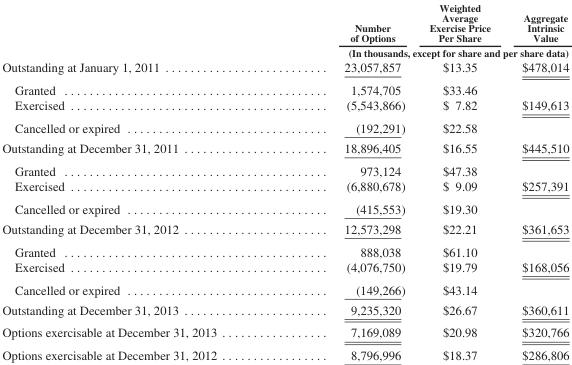 Weighted
Average Aggregate
Number Exercise Price Intrinsic
of Options Per Share Value
(In thousands, except for share and per share data)
Outstanding at January 1, 2011 . . . . . . . . . . . . . . . . . . . . . . . . . 23,057,857 $13.35 $478,014
Granted . . . . . . . . . . . . . . . . . . . . . . . . . . . . . . . . . . . . . . . . 1,574,705 $33.46
Exercised . . . . . . . . . . . . . . . . . . . . . . . . . . . . . . . . . . . . . . . (5,543,866) $ 7.82 $149,613
Cancelled or expired . . . . . . . . . . . . . . . . . . . . . . . . . . . . . . (192,291) $22.58
Outstanding at December 31, 2011 . . . . . . . . . . . . . . . . . . . . . . 18,896,405 $16.55 $445,510
Granted . . . . . . . . . . . . . . . . . . . . . . . . . . . . . . . . . . . . . . . . 973,124 $47.38
Exercised . . . . . . . . . . . . . . . . . . . . . . . . . . . . . . . . . . . . . . . (6,880,678) $ 9.09 $257,391
Cancelled or expired . . . . . . . . . . . . . . . . . . . . . . . . . . . . . . (415,553) $19.30
Outstanding at December 31, 2012 . . . . . . . . . . . . . . . . . . . . . . 12,573,298 $22.21 $361,653
Granted . . . . . . . . . . . . . . . . . . . . . . . . . . . . . . . . . . . . . . . . 888,038 $61.10
Exercised . . . . . . . . . . . . . . . . . . . . . . . . . . . . . . . . . . . . . . . (4,076,750) $19.79 $168,056
Cancelled or expired . . . . . . . . . . . . . . . . . . . . . . . . . . . . . . (149,266) $43.14
Outstanding at December 31, 2013 . . . . . . . . . . . . . . . . . . . . . . 9,235,320 $26.67 $360,611
Options exercisable at December 31, 2013 . . . . . . . . . . . . . . . . 7,169,089 $20.98 $320,766
Options exercisable at December 31, 2012 . . . . . . . . . . . . . . . . 8,796,996 $18.37 $286,806